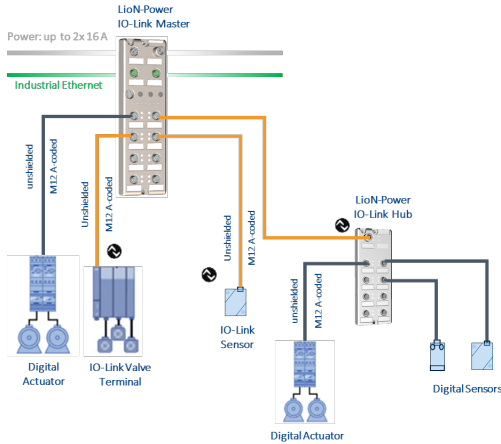 LioN-Power
IO-Link Master
Power: up to 2x 16 A
Industrial Ethernet
unshielded
M12 A-coded
Unshielded
M12 A-coded
Unshielded
M12 A-coded
LioN-Power
IO-Link Hub
unshielded
M12 A-coded
Digital
Actuator
IO-Link Valve
Terminal
IO-Link
Sensor
Digital Sensors
Digital Actuator